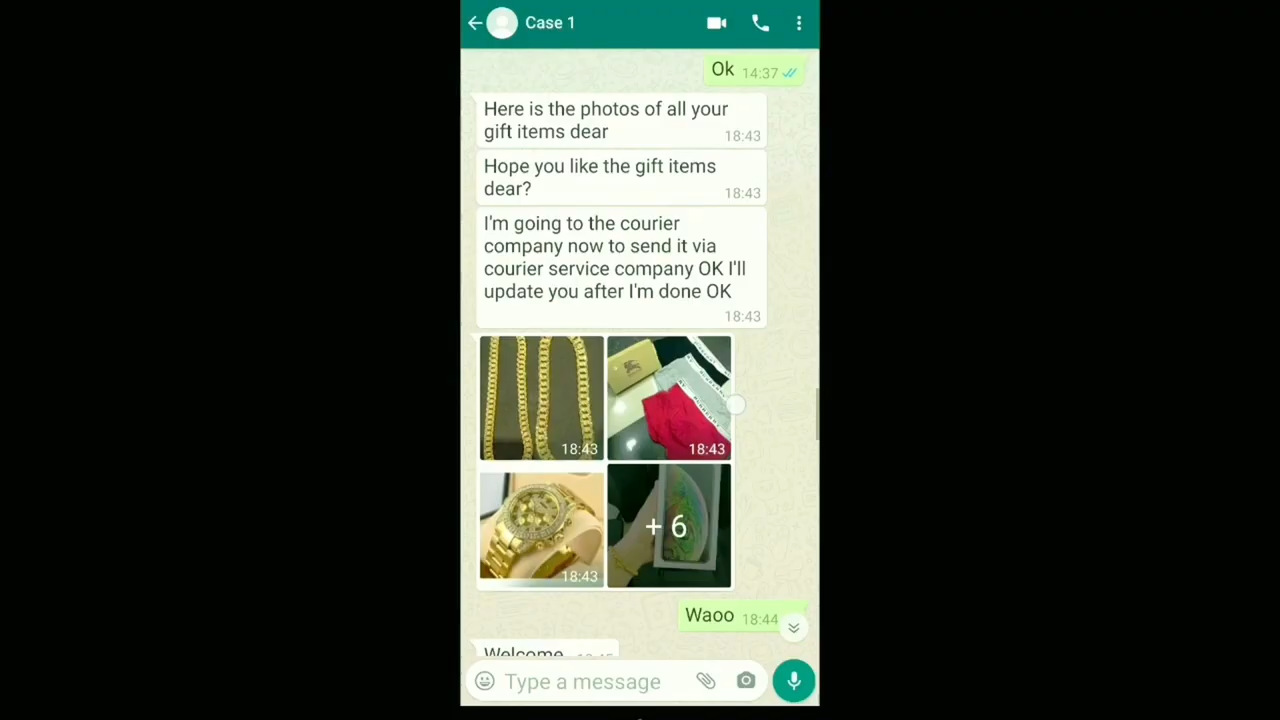 Case 1
Ok 14:37
Here is the photos of all your
gift items dear
18:43
Hope you like the gift items
dear?
18:43
I'm going to the courier
company now to send it via
courier service company OK I'll
update you after I'm done OK
18:43
18:43 18:43
18:43 + 6
Waoo 18:44
Welcome
Type a message